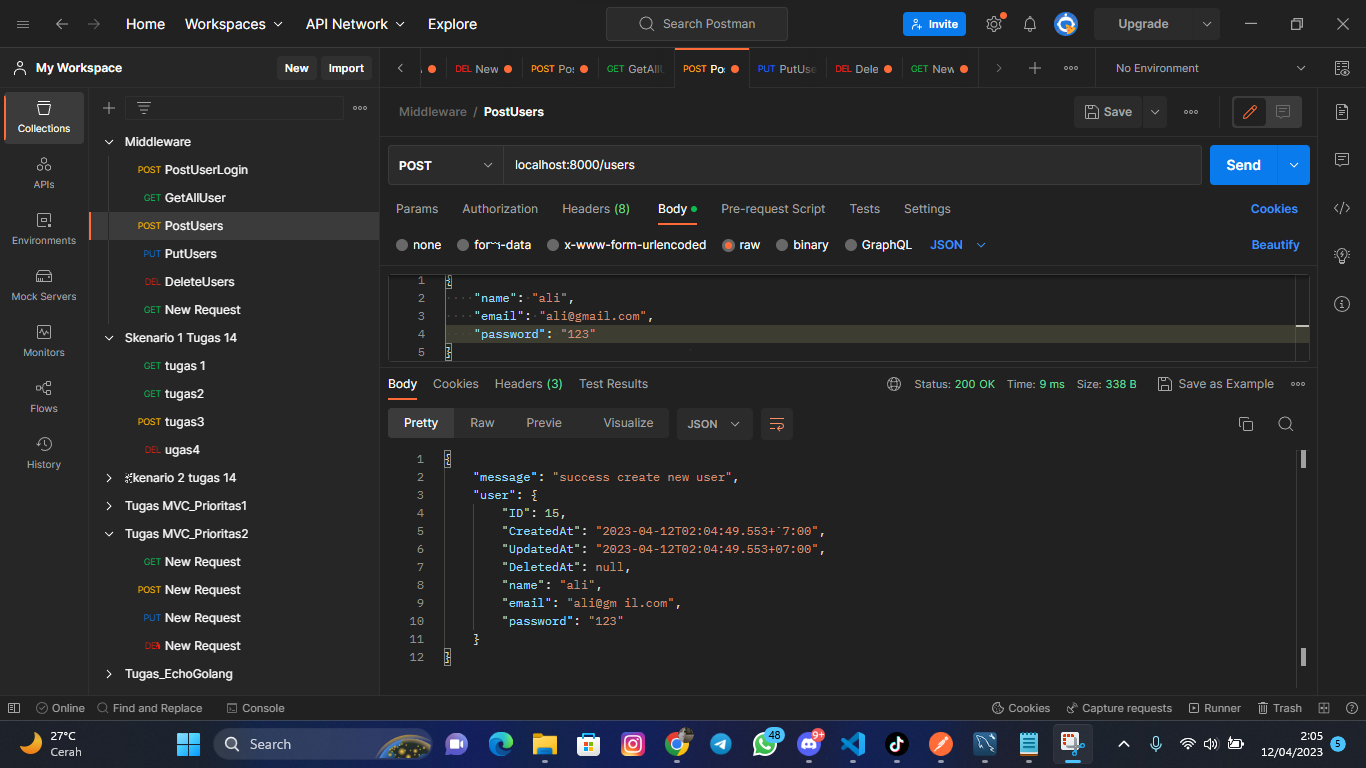 Home Workspaces API Network Explore Search Postman Invite Upgrade
My Workspace New Import
DEL New POST Po: GET GetAllU POST Po: PUT PutUse DEL Dele GET New No Environment
Collections
APIs
Environments
Mock Servers
Monitors
Flows
History
Middleware
POST PostUserLogin
GET GetAllUser
POST PostUsers
PUT PutUsers
DEL DeleteUsers
GET New Request
Skenario 1 Tugas 14
GET tugas 1
GET tugas2
POST tugas3
DEL ugas4
Skenario 2 tugas 14
Tugas MVC_Prioritas1
Tugas MVC_Prioritas2
GET New Request
POST New Request
PUT New Request
DEL New Request
Tugas_EchoGolang
Middleware / PostUsers Save
POST localhost:8000/users Send
Params Authorization Headers (8) Body Pre-request Script Tests Settings Cookies
none form-data x-www-form-urlencoded raw binary GraphQL JSON Beautify
1 {
2 "name": "ali",
3 "email": "ali@gmail.com",
4 "password": "123"
5 }
Body Cookies Headers (3) Test Results Status: 200 OK Time: 9 ms Size: 338 B Save as Example
Pretty Raw Previe Visualize JSON
1 {
2 "message": "success create new user",
3 "user": {
4 "ID": 15,
5 "CreatedAt": "2023-04-12T02:04:49.553+ 7:00",
6 "UpdatedAt": "2023-04-12T02:04:49.553+07:00",
7 "DeletedAt": null,
8 "name": "ali",
9 "email": "ali@gm il.com",
10 "password": "123"
11 }
12 }
Online Find and Replace Console Cookies Capture requests Runner Trash
27°C
Cerah
Search
48
9+
2:05
12/04/2023
5